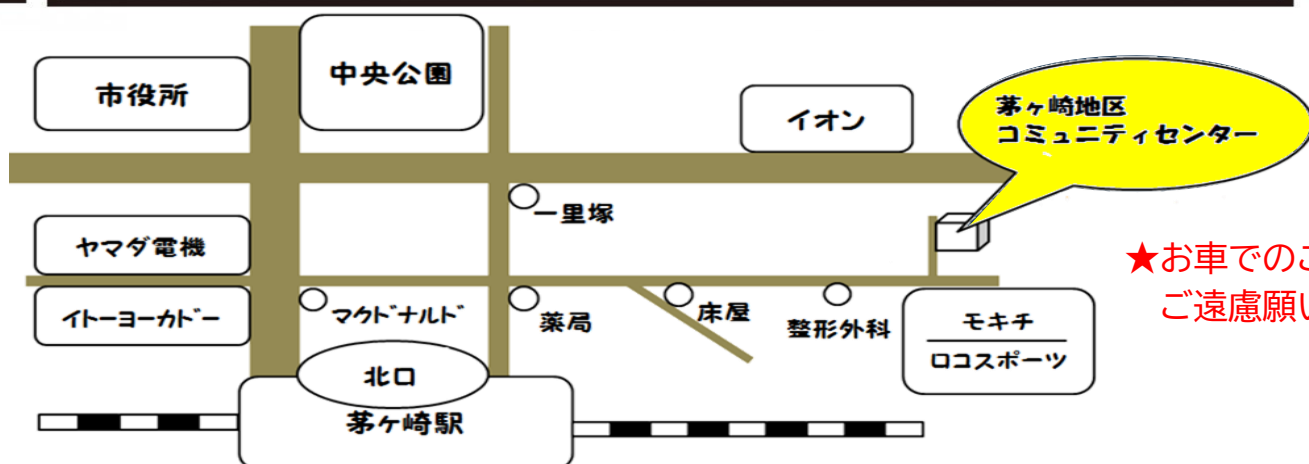 市役所
中央公園
イオン
茅ヶ崎地区
コミュニティセンター
一里塚
ヤマダ電機
★お車でのご
ご遠慮願い
イトーヨーカドー
マクドナルド
薬局
床屋
整形外科
モキチ
ロコスポーツ
北口
茅ヶ崎駅